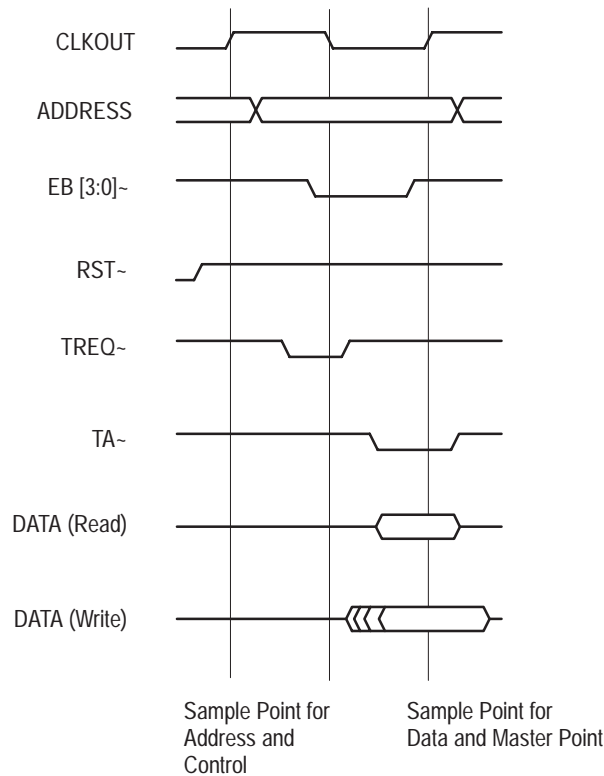 CLKOUT
ADDRESS
EB [3:0]~
RST~
TREQ~
TA~
DATA (Read)
DATA (Write)
Sample Point for
Address and
Control
Sample Point for
Data and Master Point